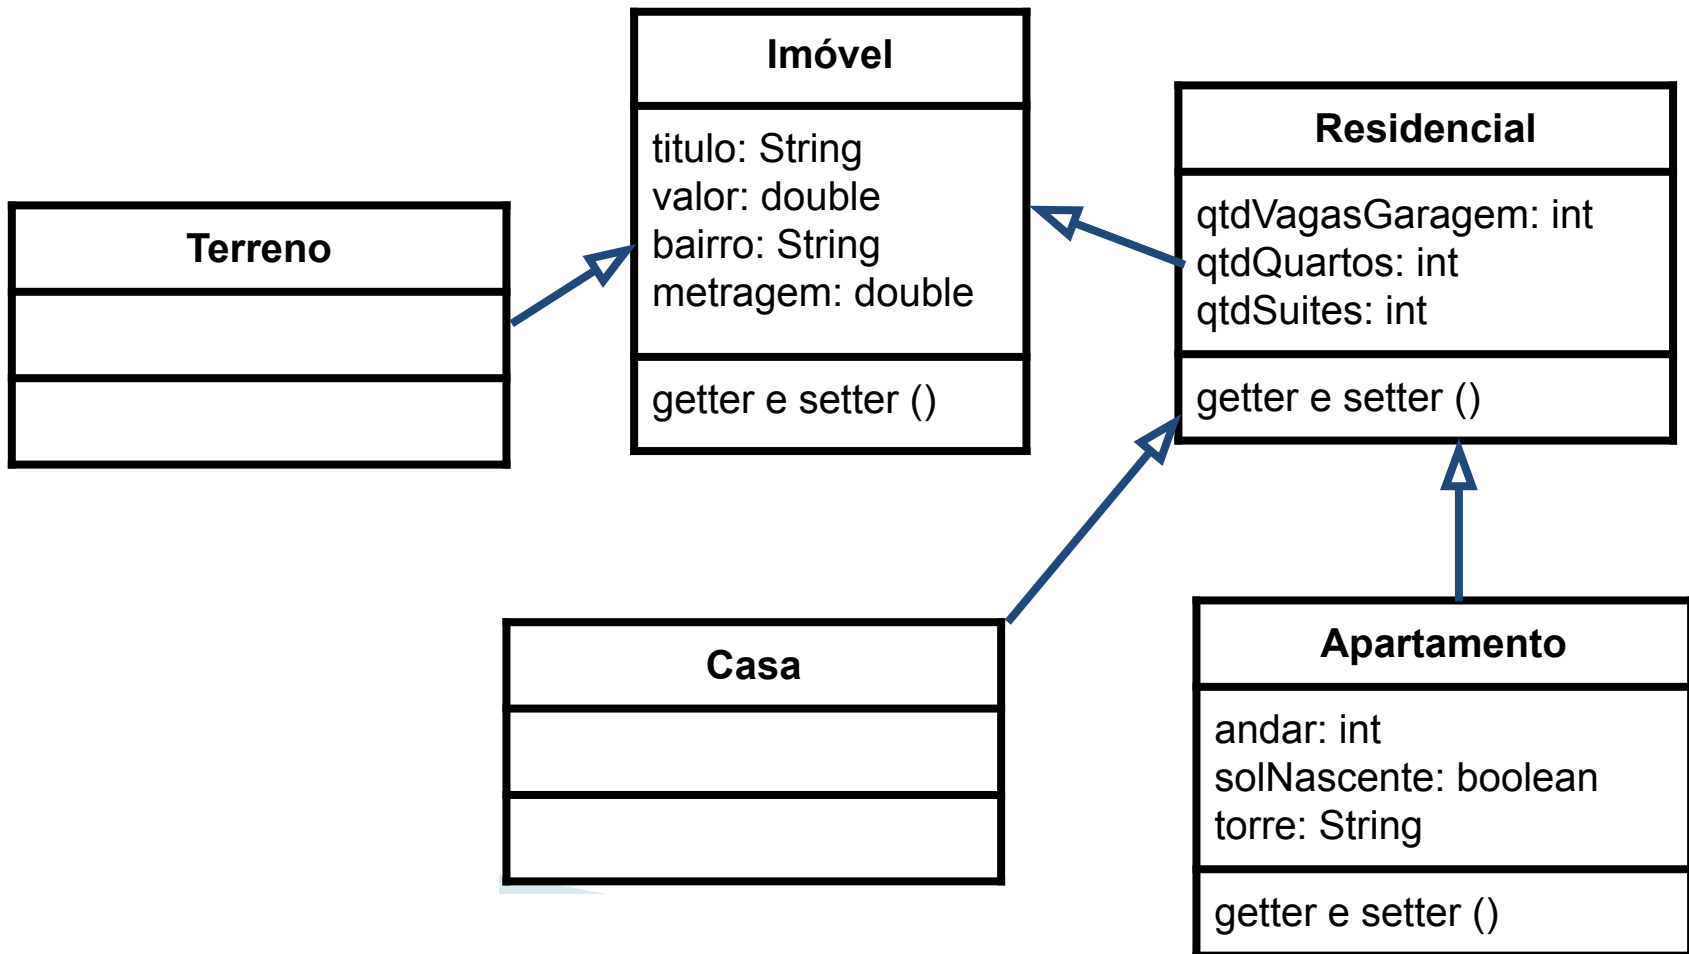 Imóvel
titulo: String
valor: double
bairro: String
metragem: double
getter e setter ()
Residencial
qtdVagasGaragem: int
qtdQuartos: int
qtdSuites: int
getter e setter ()
Terreno
Casa
Apartamento
andar: int
solNascente: boolean
torre: String
getter e setter ()